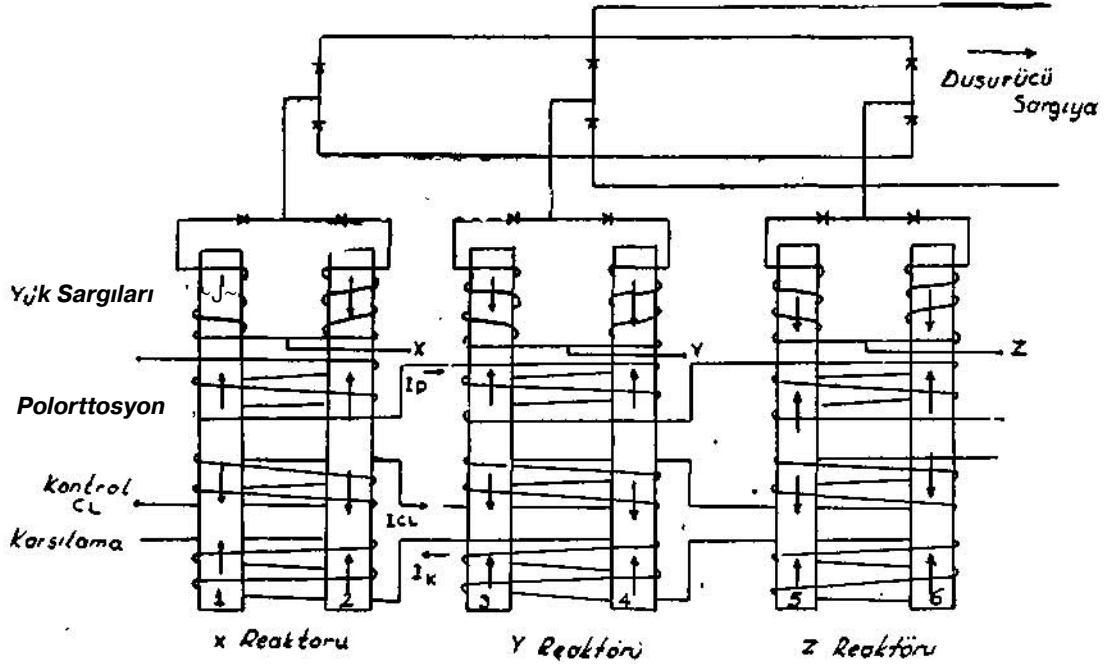 Dusurücü
Sargıya
Yük Sargıları
X
Y
Z
Ip
Polorttosyon
Kontrol
CL
ICL
Karsılama
IK
1 2 3 4 5 6
X Reaktoru Y Reaktörü Z Reaktöru